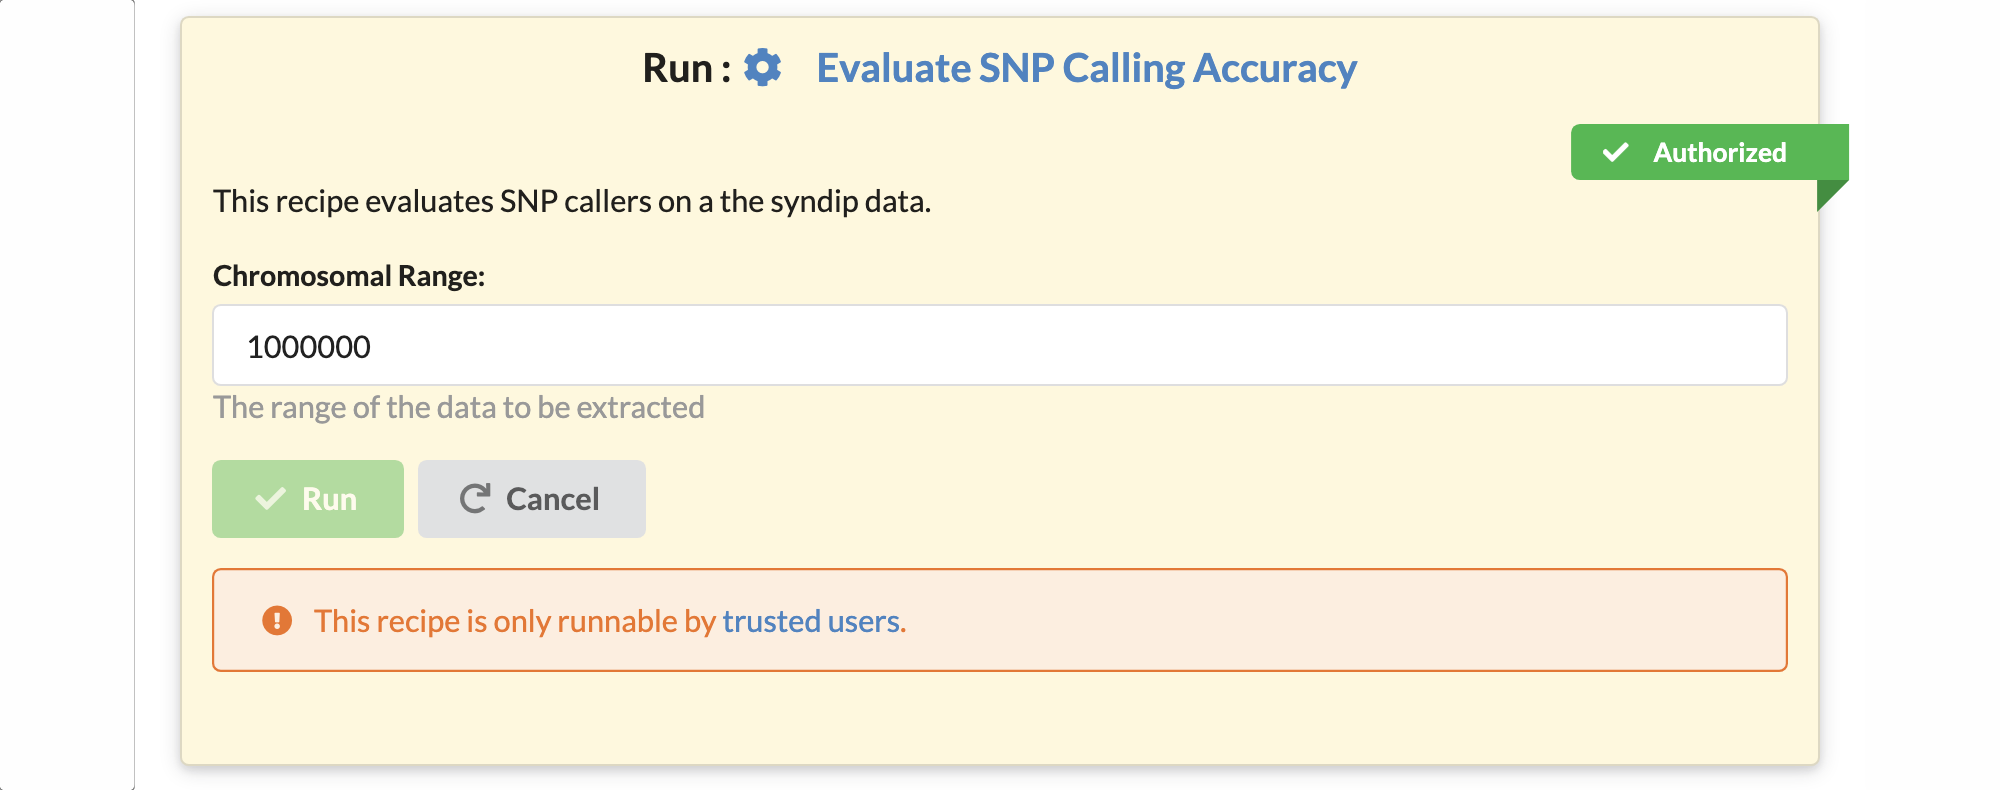 Run : Evaluate SNP Calling Accuracy
Authorized
This recipe evaluates SNP callers on a the syndip data.
Chromosomal Range:
1000000
The range of the data to be extracted
Run Cancel
This recipe is only runnable by trusted users.